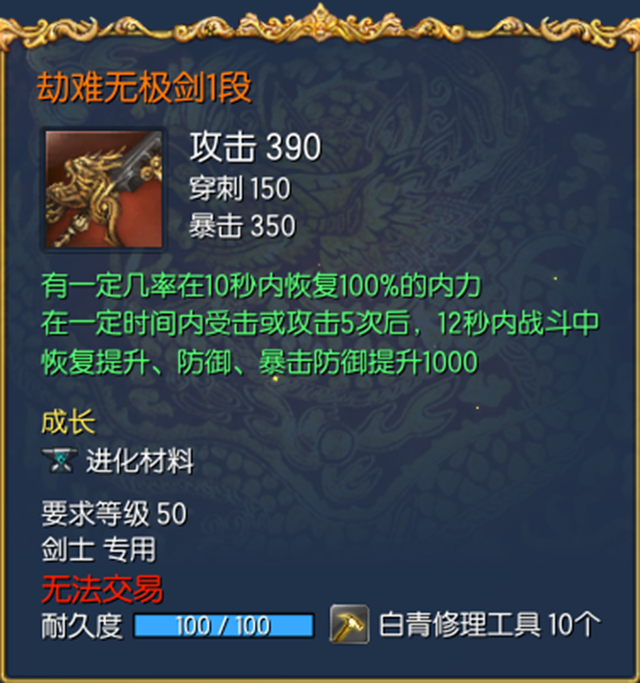 劫难无极剑1段
攻击 390
穿刺 150
暴击 350
有一定几率在10秒内恢复100%的内力
在一定时间内受击或攻击5次后，12秒内战斗中
恢复提升、防御、暴击防御提升1000
成长
进化材料
要求等级 50
剑士 专用
无法交易
耐久度 100 / 100 白青修理工具 10个